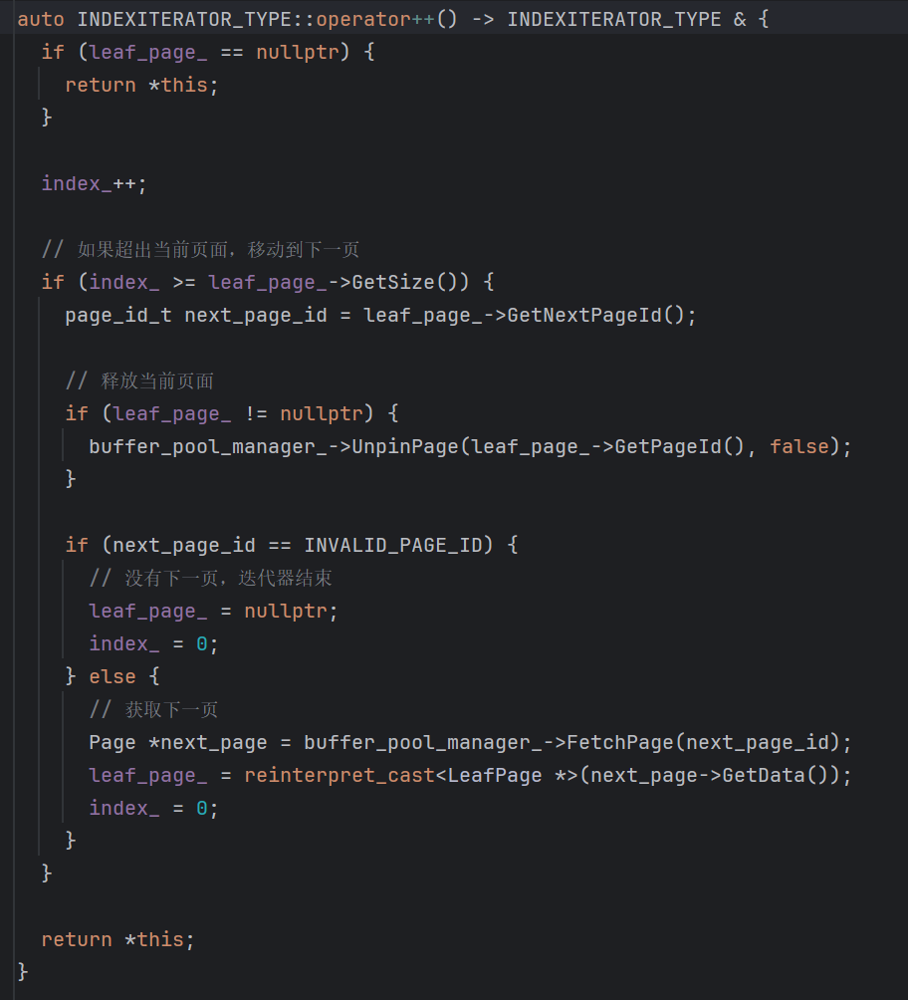 auto INDEXITERATOR_TYPE::operator++() -> INDEXITERATOR_TYPE & {
  if (leaf_page_ == nullptr) {
    return *this;
  }

  index_++;

  // 如果超出当前页面，移动到下一页
  if (index_ >= leaf_page_->GetSize()) {
    page_id_t next_page_id = leaf_page_->GetNextPageId();

    // 释放当前页面
    if (leaf_page_ != nullptr) {
      buffer_pool_manager_->UnpinPage(leaf_page_->GetPageId(), false);
    }

    if (next_page_id == INVALID_PAGE_ID) {
      // 没有下一页，迭代器结束
      leaf_page_ = nullptr;
      index_ = 0;
    } else {
      // 获取下一页
      Page *next_page = buffer_pool_manager_->FetchPage(next_page_id);
      leaf_page_ = reinterpret_cast<LeafPage *>(next_page->GetData());
      index_ = 0;
    }
  }

  return *this;
}